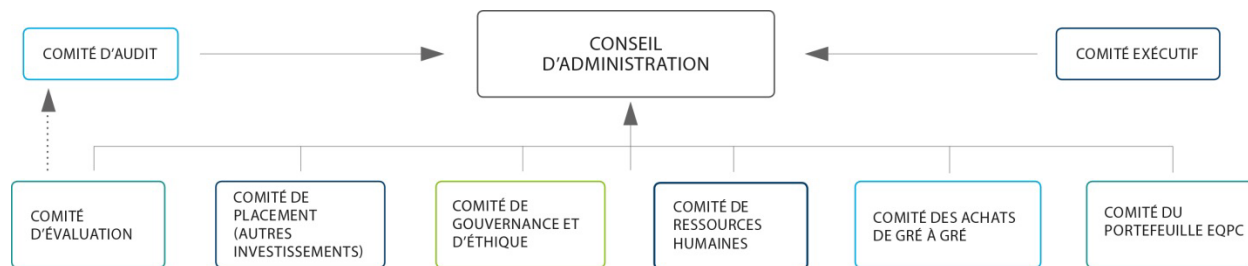 COMITÉ D'AUDIT
CONSEIL
D'ADMINISTRATION
COMITÉ EXÉCUTIF
COMITÉ
D'ÉVALUATION
COMITÉ DE
PLACEMENT
(AUTRES
INVESTISSEMENTS)
COMITÉ DE
GOUVERNANCE ET
D'ÉTHIQUE
COMITÉ DE
RESSOURCES
HUMAINES
COMITÉ DES ACHATS
DE GRÉ À GRÉ
COMITÉ DU
PORTEFEUILLE EQPC